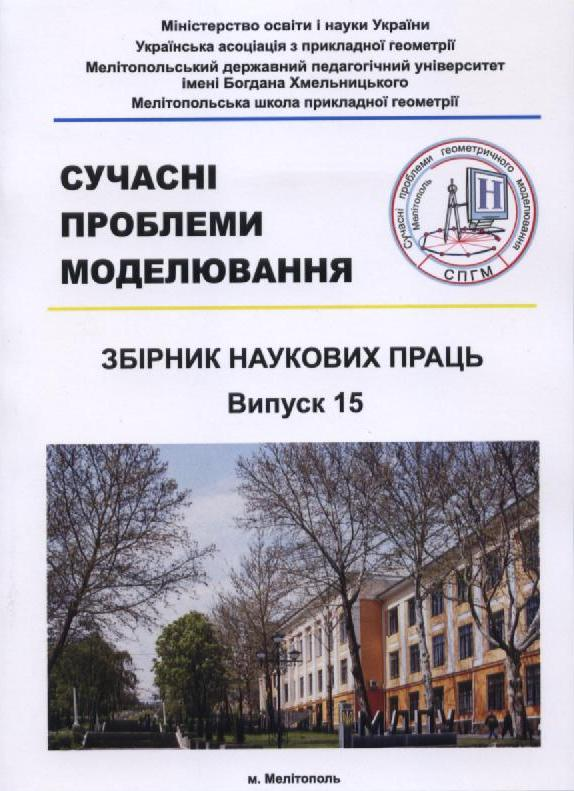 Міністерство освіти і науки України
Українська асоціація з прикладної геометрії
Мелітопольський державний педагогічний університет
імені Богдана Хмельницького
Мелітопольська школа прикладної геометрії
СУЧАСНІ
ПРОБЛЕМИ
МОДЕЛЮВАННЯ
Сучасні проблеми геометричного моделювання
Мелітополь
Н
СПГМ
ЗБІРНИК НАУКОВИХ ПРАЦЬ
Випуск 15
МДПУ
м. Мелітополь